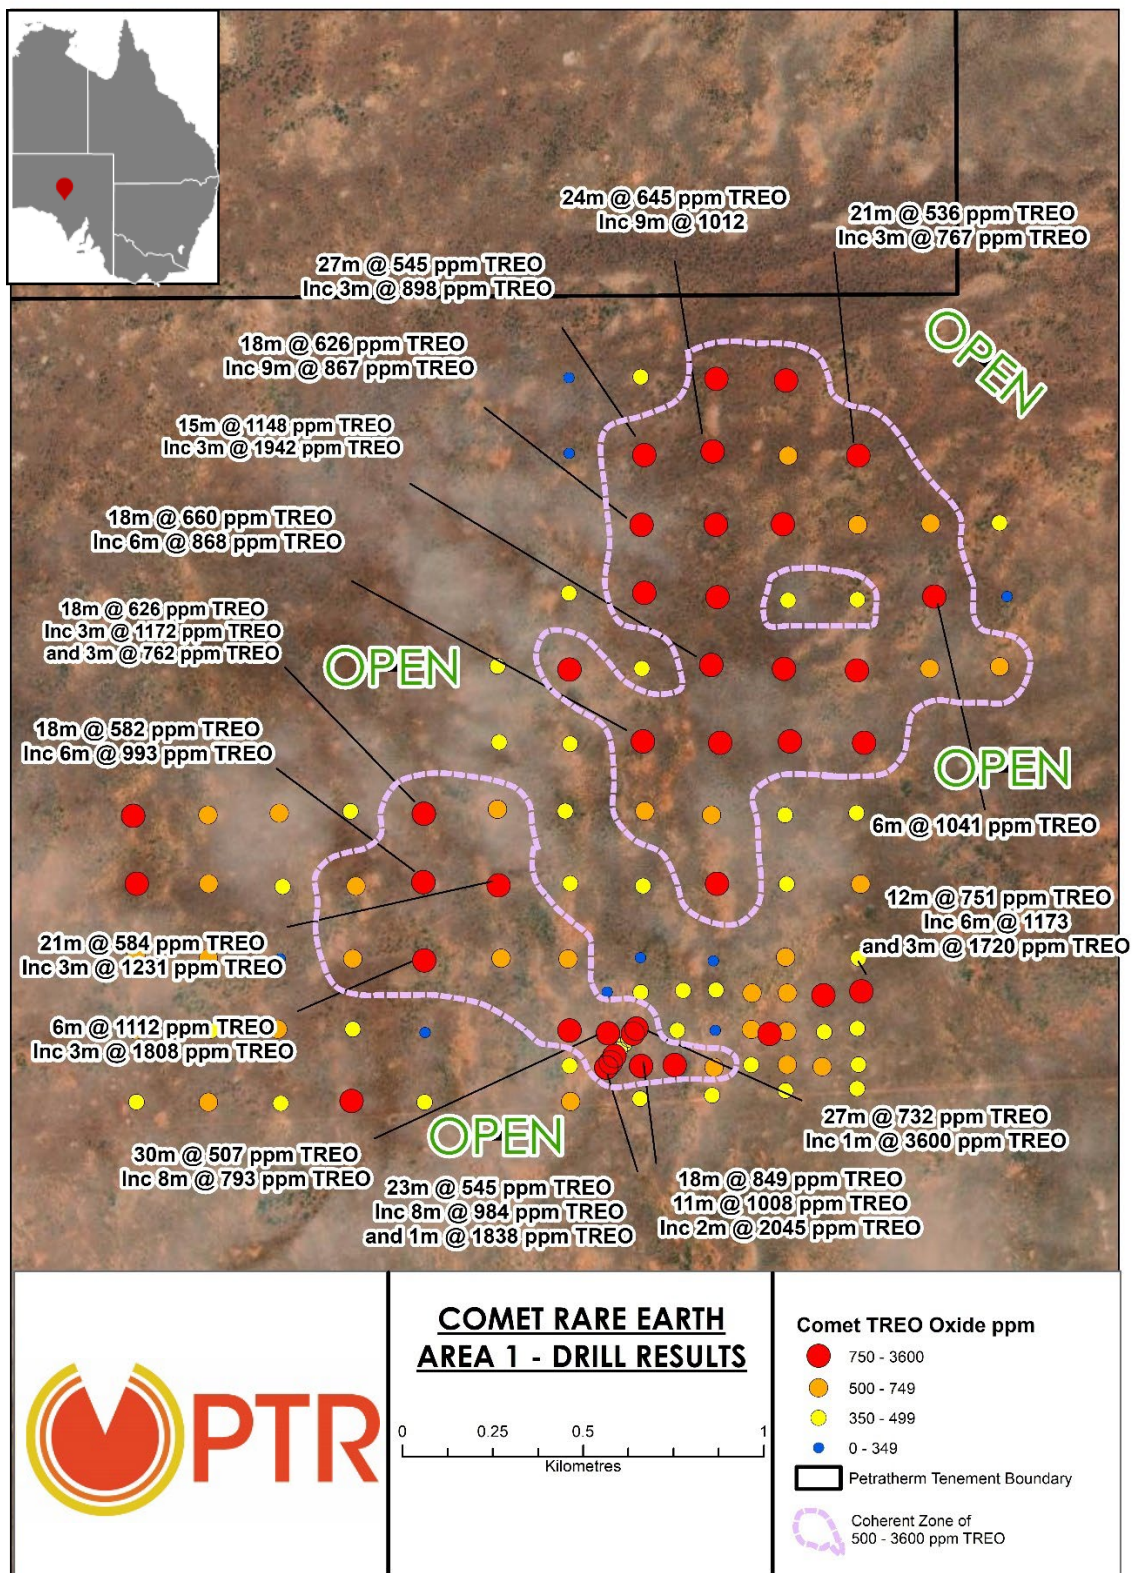 24m @ 645 ppm TREO
Inc 9m @ 1012
21m @ 536 ppm TREO
Inc 3m @ 767 ppm TREO
27m @ 545 ppm TREO
Inc 3m @ 898 ppm TREO
OPEN
18m @ 626 ppm TREO
Inc 9m @ 867 ppm TREO
15m @ 1148 ppm TREO
Inc 3m @ 1942 ppm TREO
18m @ 660 ppm TREO
Inc 6m @ 868 ppm TREO
18m @ 626 ppm TREO
Inc 3m @ 1172 ppm TREO
and 3m @ 762 ppm TREO
OPEN
18m @ 582 ppm TREO
Inc 6m @ 993 ppm TREO
OPEN
6m @ 1041 ppm TREO
12m @ 751 ppm TREO
Inc 6m @ 1173
and 3m @ 1720 ppm TREO
21m @ 584 ppm TREO
Inc 3m @ 1231 ppm TREO
6m @ 1112 ppm TREO
Inc 3m @ 1808 ppm TREO
OPEN
27m @ 732 ppm TREO
Inc 1m @ 3600 ppm TREO
30m @ 507 ppm TREO
Inc 8m @ 793 ppm TREO
23m @ 545 ppm TREO
Inc 8m @ 984 ppm TREO
and 1m @ 1838 ppm TREO
18m @ 849 ppm TREO
11m @ 1008 ppm TREO
Inc 2m @ 2045 ppm TREO
PTR
COMET RARE EARTH
AREA 1 - DRILL RESULTS
0 0.25 0.5 1
Kilometres
Comet TREO Oxide ppm
750 - 3600
500 - 749
350 - 499
0 - 349
Petratherm Tenement Boundary
Coherent Zone of
500 - 3600 ppm TREO